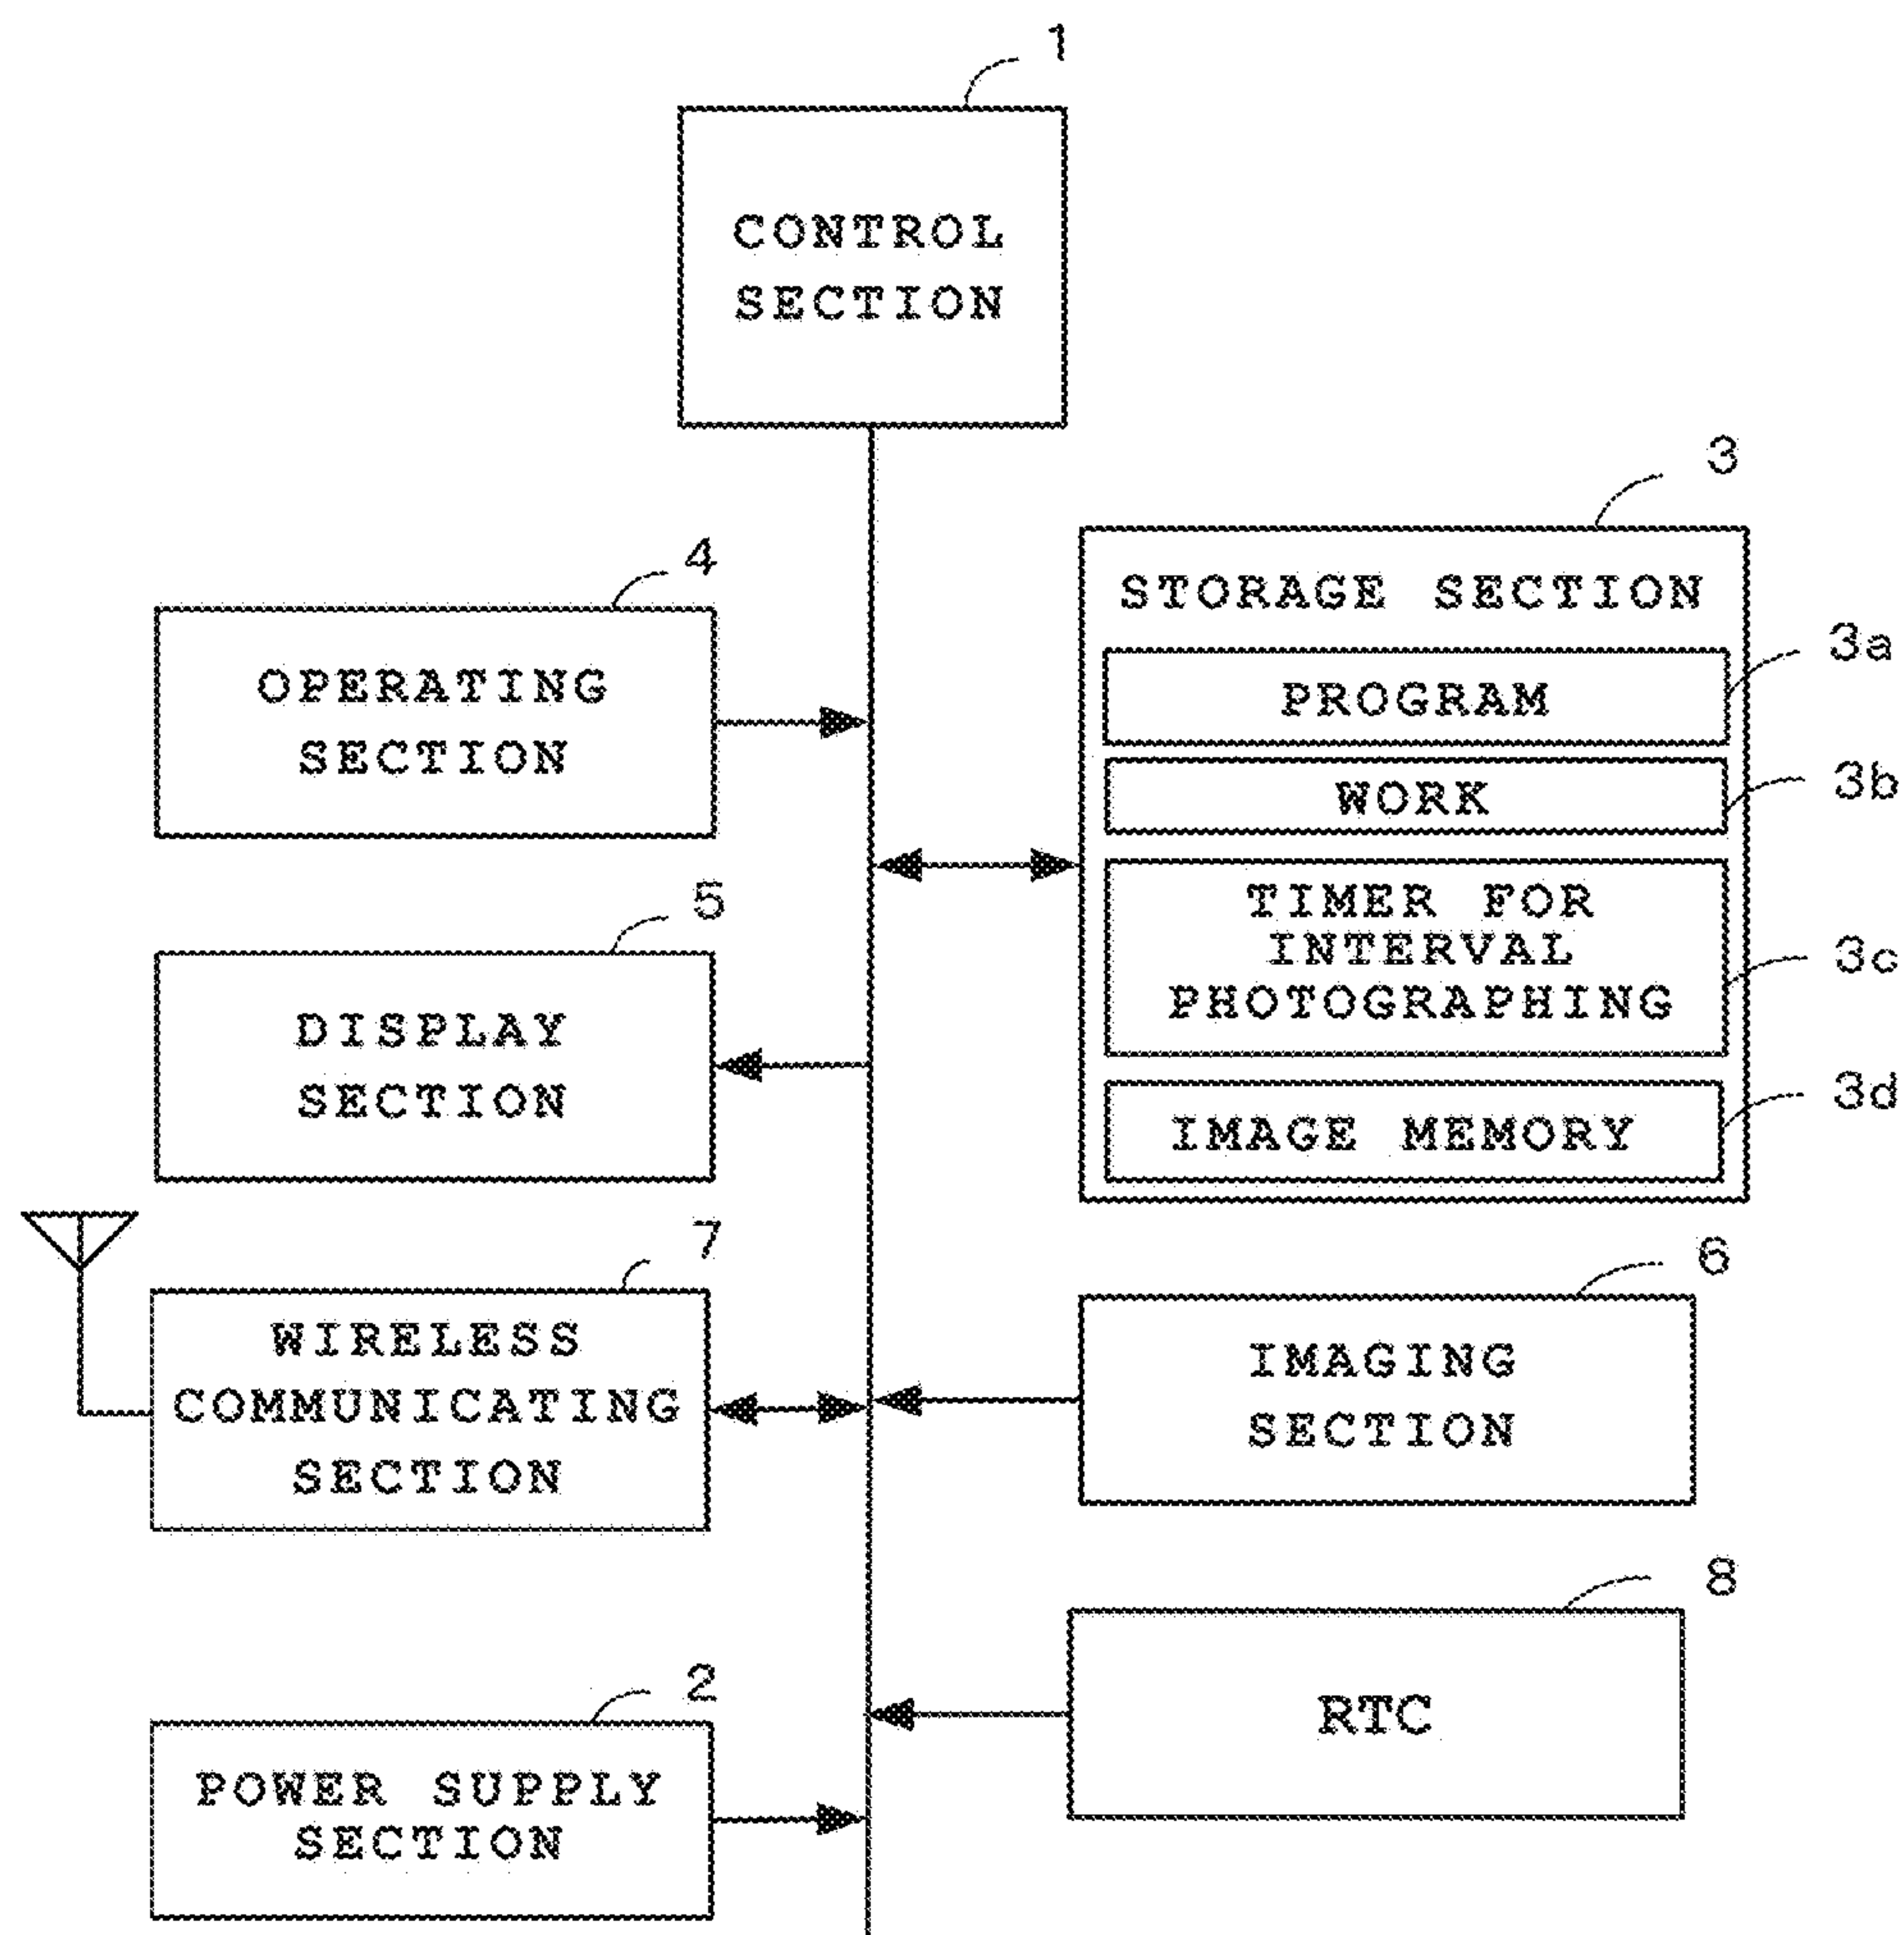 1
CONTROL
SECTION
3
STORAGE SECTION
3a
PROGRAM
3b
WORK
TIMER FOR
INTERVAL
PHOTOGRAPHING
3c
3d
IMAGE MEMORY
4
OPERATING
SECTION
5
DISPLAY
SECTION
7
WIRELESS
COMMUNICATING
SECTION
6
IMAGING
SECTION
8
RTC
2
POWER SUPPLY
SECTION